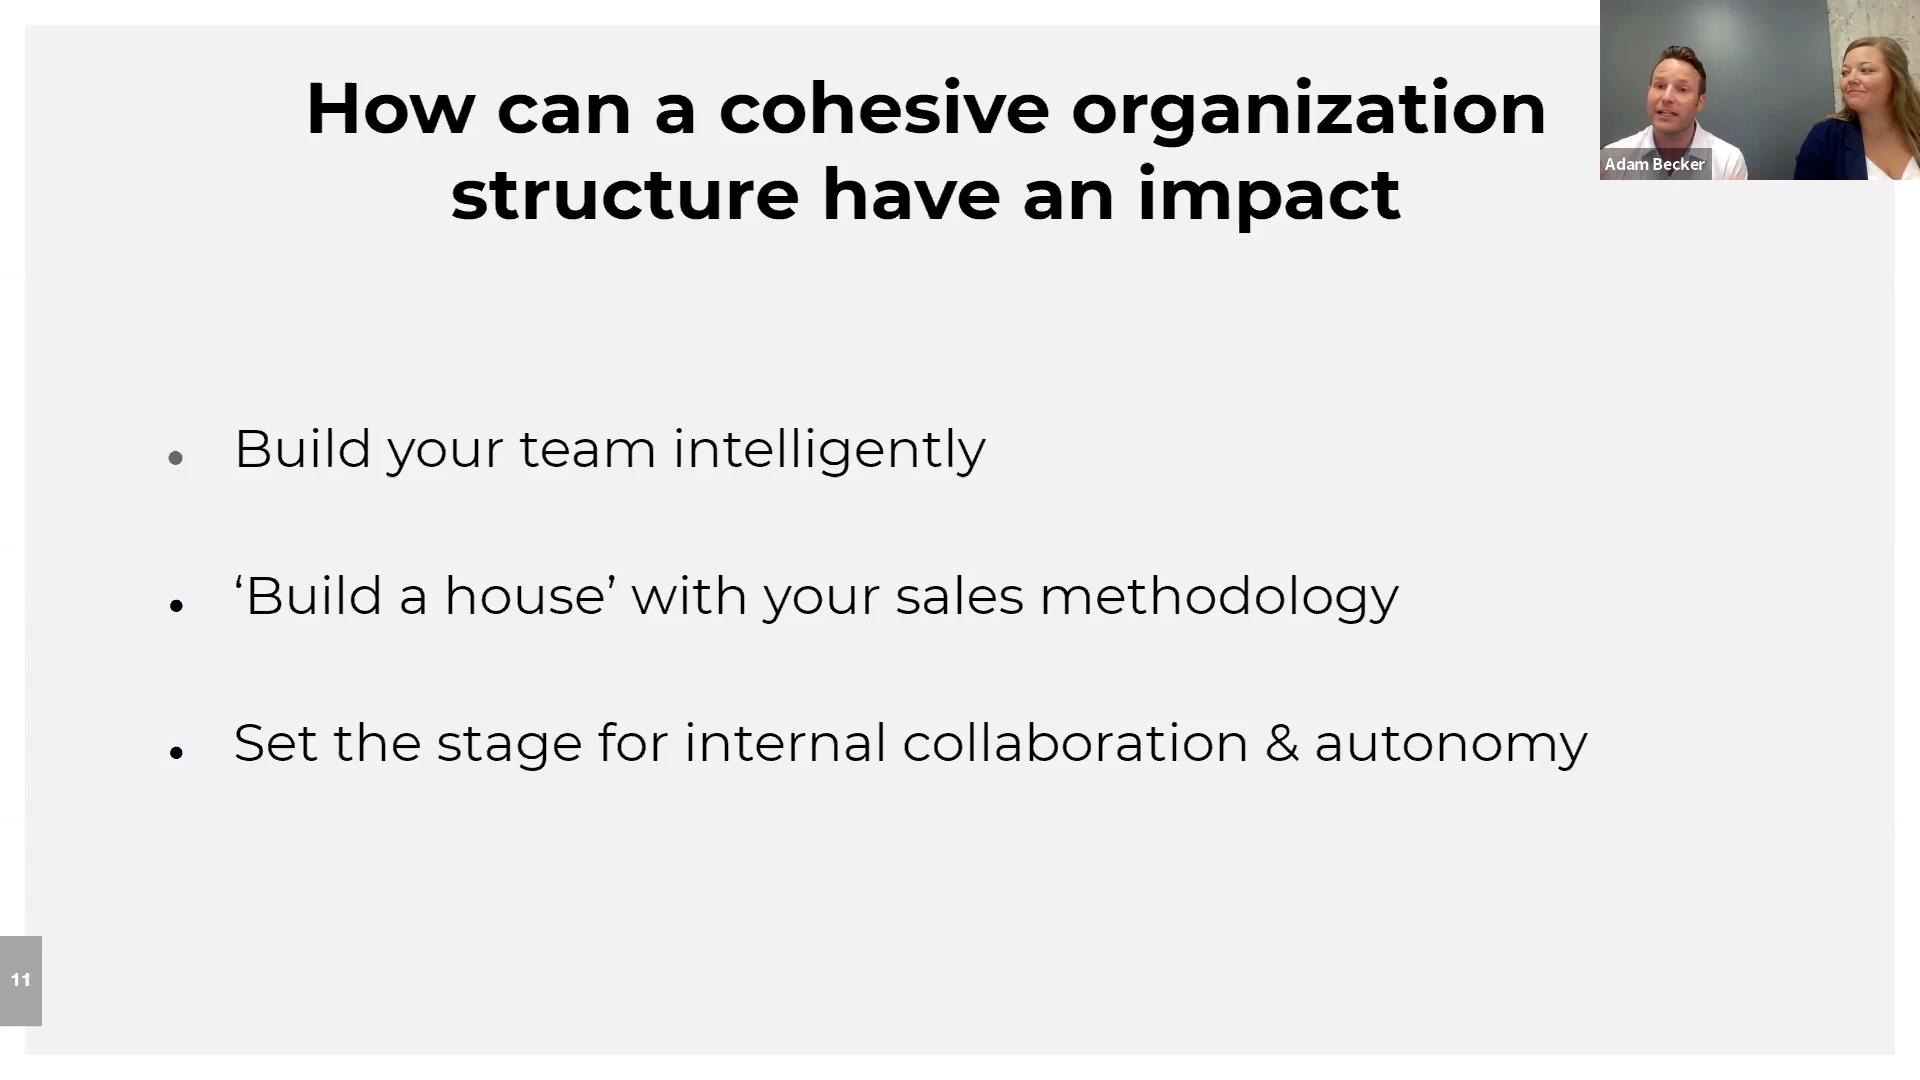 How can a cohesive organization
structure have an impact
Adam Becker
• Build your team intelligently
• ‘Build a house’ with your sales methodology
• Set the stage for internal collaboration & autonomy
11